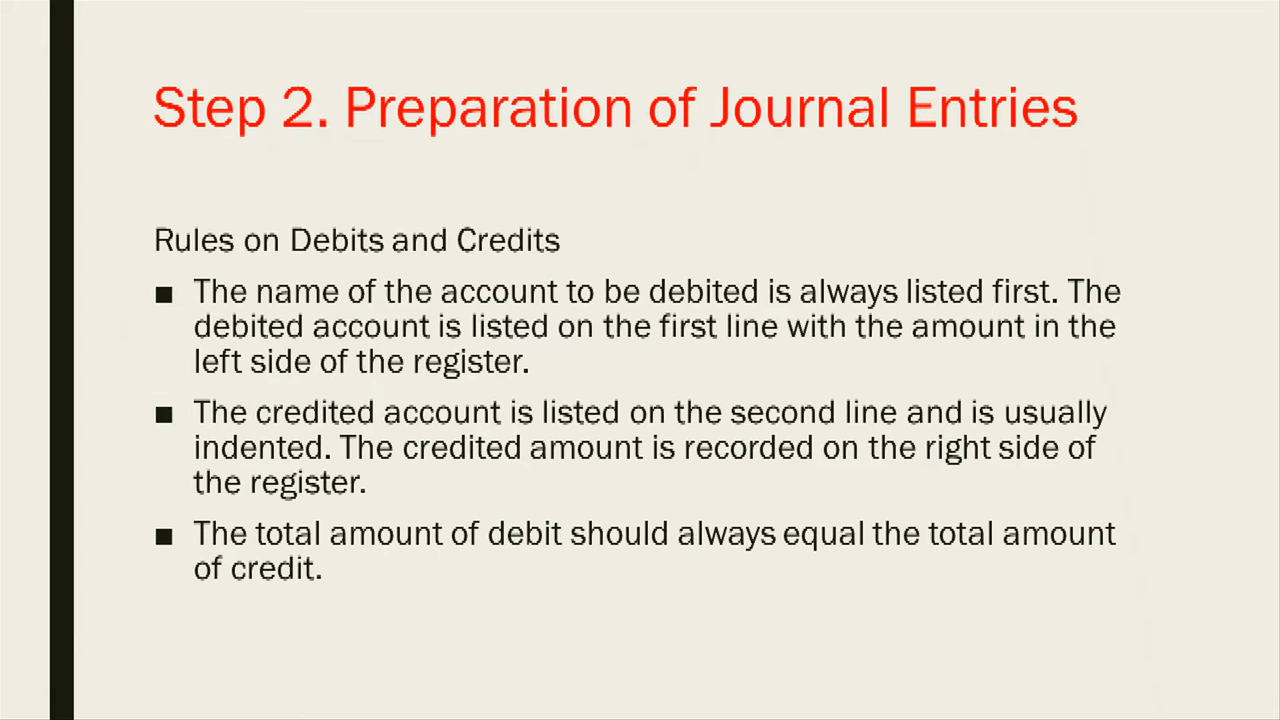 Step 2. Preparation of Journal Entries
Rules on Debits and Credits
■ The name of the account to be debited is always listed first. The
debited account is listed on the first line with the amount in the
left side of the register.
■ The credited account is listed on the second line and is usually
indented. The credited amount is recorded on the right side of
the register.
■ The total amount of debit should always equal the total amount
of credit.